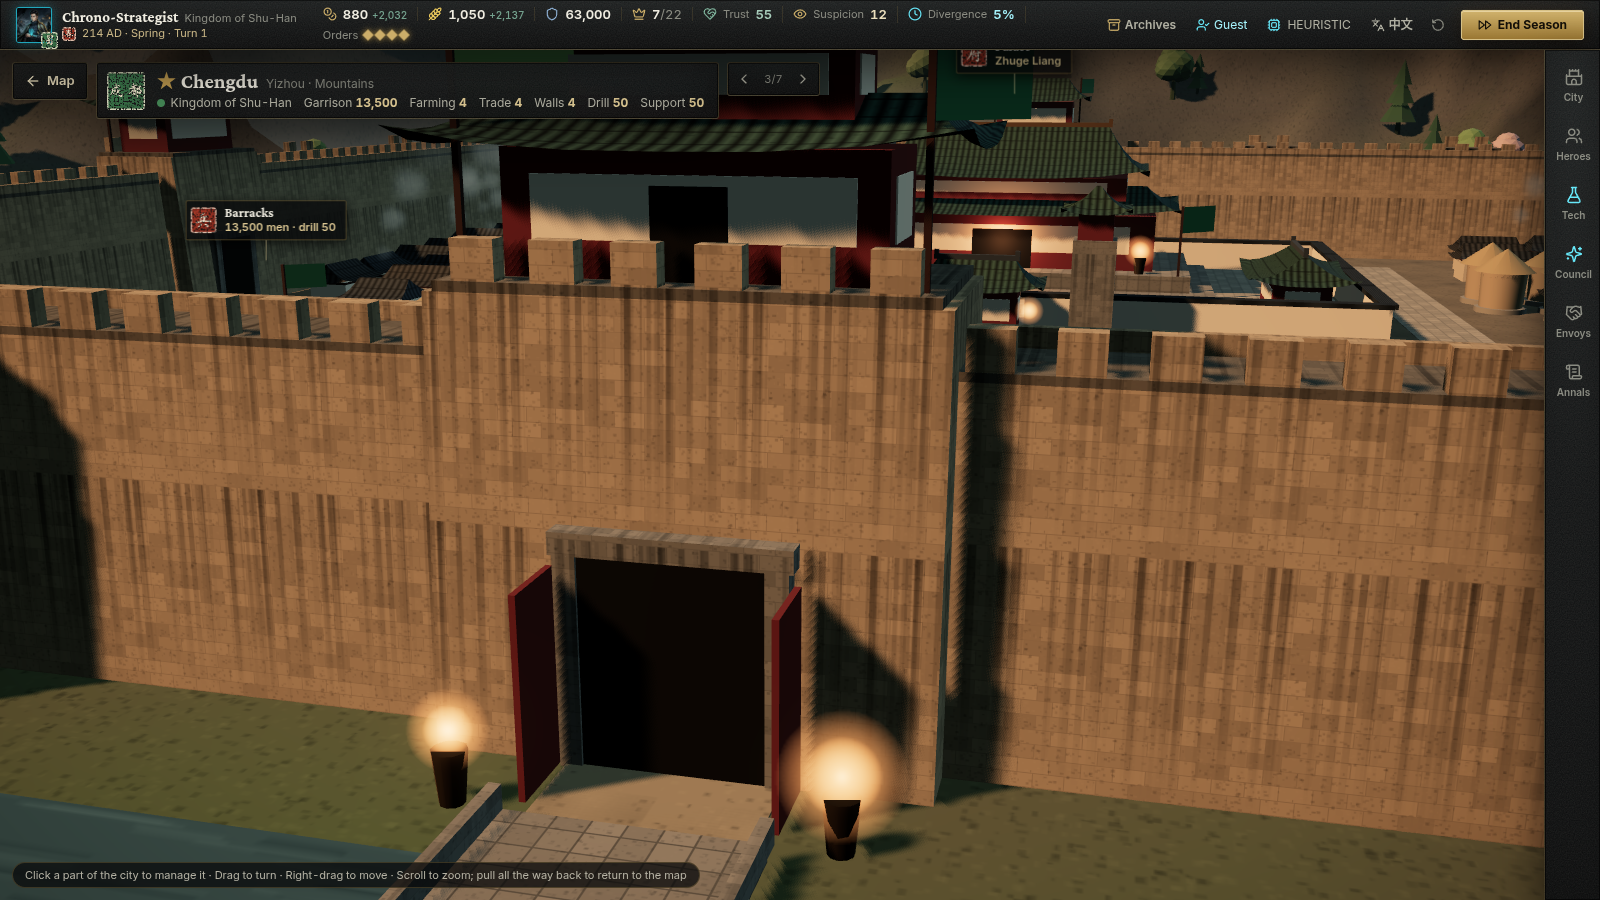 Chrono-Strategist Kingdom of Shu-Han
214 AD · Spring · Turn 1
880 +2,032
1,050 +2,137
63,000
7/22
Trust 55
Suspicion 12
Divergence 5%
Orders
Archives
Guest
HEURISTIC
中文
End Season
Map
Chengdu Yizhou · Mountains
Kingdom of Shu-Han Garrison 13,500 Farming 4 Trade 4 Walls 4 Drill 50 Support 50
3/7
Zhuge Liang
Barracks
13,500 men · drill 50
City
Heroes
Tech
Council
Envoys
Annals
Click a part of the city to manage it · Drag to turn · Right-drag to move · Scroll to zoom; pull all the way back to return to the map